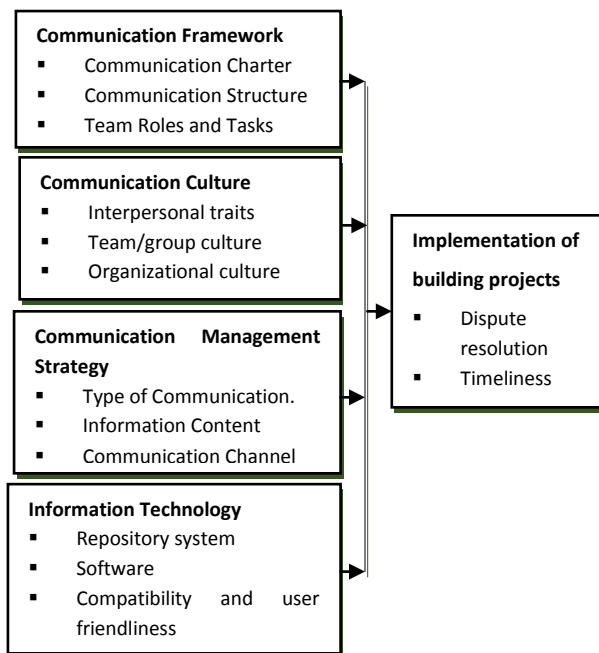 Communication Framework
▪ Communication Charter
▪ Communication Structure
▪ Team Roles and Tasks
Communication Culture
▪ Interpersonal traits
▪ Team/group culture
▪ Organizational culture
Communication Management
Strategy
▪ Type of Communication.
▪ Information Content
▪ Communication Channel
Information Technology
▪ Repository system
▪ Software
▪ Compatibility and user
friendliness
Implementation of
building projects
▪ Dispute
resolution
▪ Timeliness